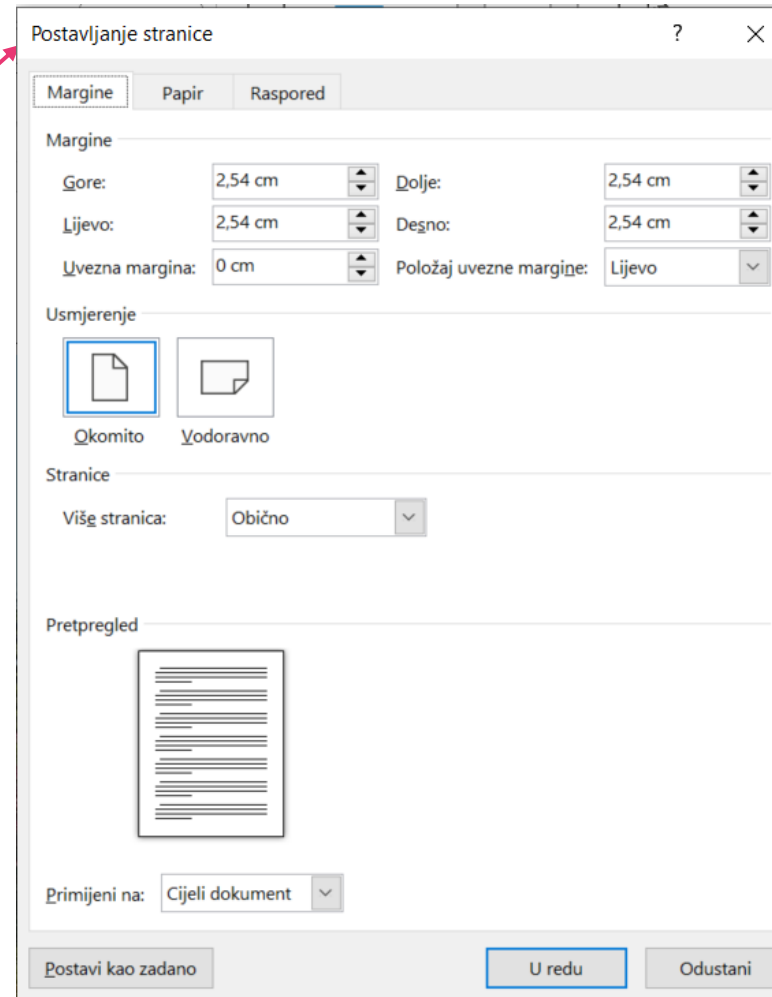 Postavljanje stranice ?
Margine Papir Raspored
Margine
Gore: 2,54 cm Dolje: 2,54 cm
Lijevo: 2,54 cm Desno: 2,54 cm
Uvezna margina: 0 cm Položaj uvezne margine: Lijevo
Usmjerenje
Okomito Vodoravno
Stranice
Više stranica: Obično
Pretpregled
Primijeni na: Cijeli dokument
Postavi kao zadano U redu Odustani